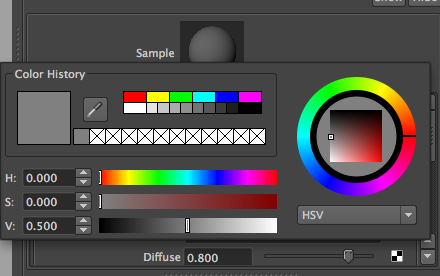 Sample
Color History
H: 0.000
S: 0.000
V: 0.500
HSV
Diffuse 0.800